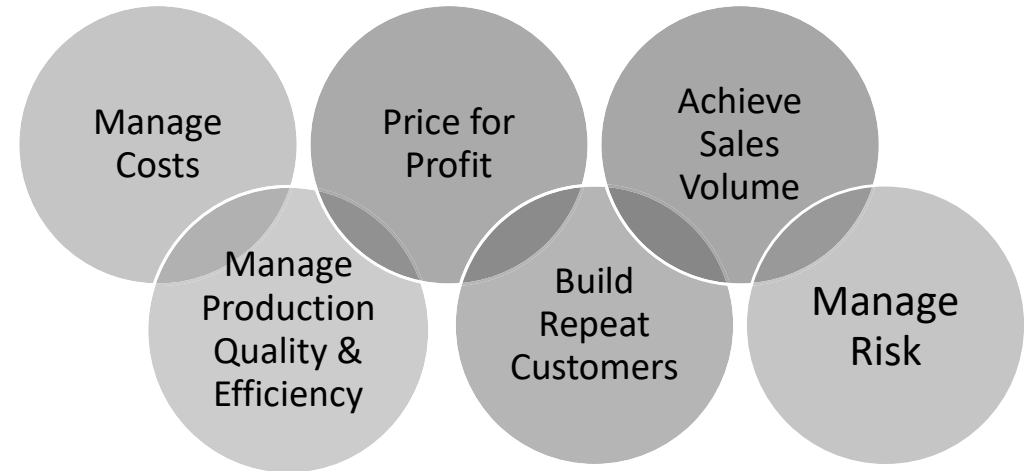 Manage
Costs
Price for
Profit
Achieve
Sales
Volume
Manage
Production
Quality &
Efficiency
Build
Repeat
Customers
Manage
Risk